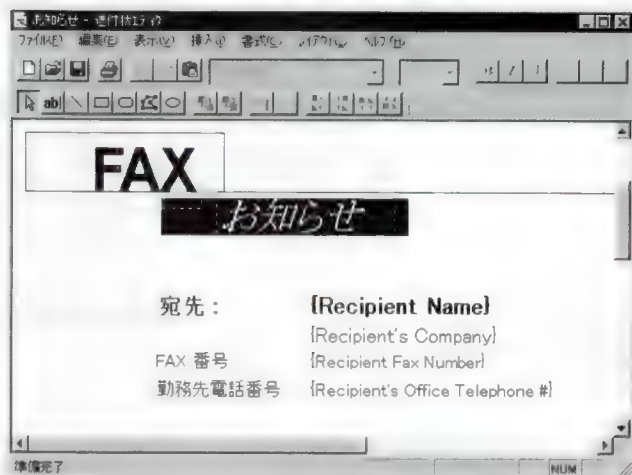 お知らせ - 送付状エディタ
ファイル(F) 編集(E) 表示(V) 挿入(I) 書式(O) レイアウト(L) ヘルプ(H)
ab|
FAX
お知らせ
宛先: {Recipient Name}
{Recipient's Company}
FAX 番号 {Recipient Fax Number}
勤務先電話番号 {Recipient's Office Telephone #}
準備完了 NUM